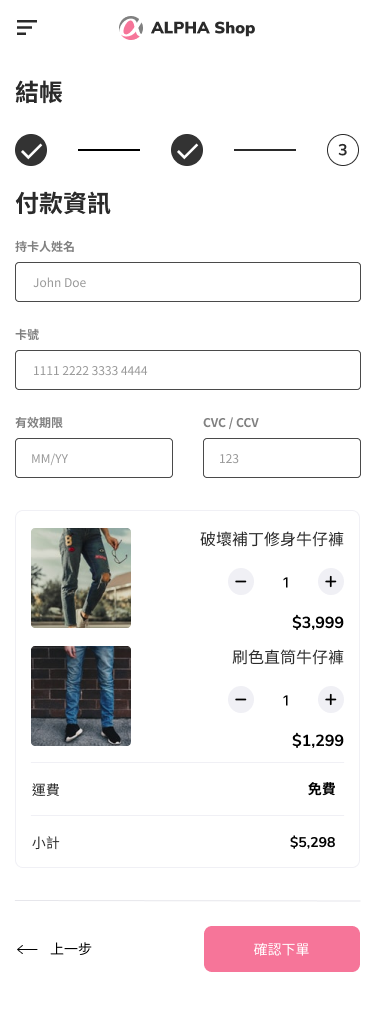 ALPHA Shop
結帳
3
付款資訊
持卡人姓名
John Doe
卡號
1111 2222 3333 4444
有效期限
CVC / CCV
MM/YY
123
破壞補丁修身牛仔褲
− 1 +
$3,999
刷色直筒牛仔褲
− 1 +
$1,299
運費 免費
小計 $5,298
上一步
確認下單